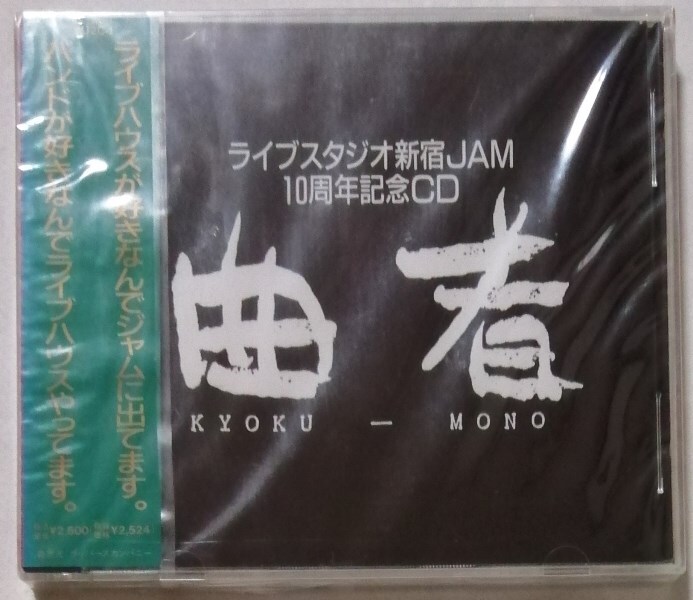 ライブハウスが好きなんでジャムに出てます。
バンドが好きなんでライブハウスやってます。
¥2,600
¥2,524
ライブスタジオ新宿JAM
10周年記念CD
曲者
KYOKU — MONO